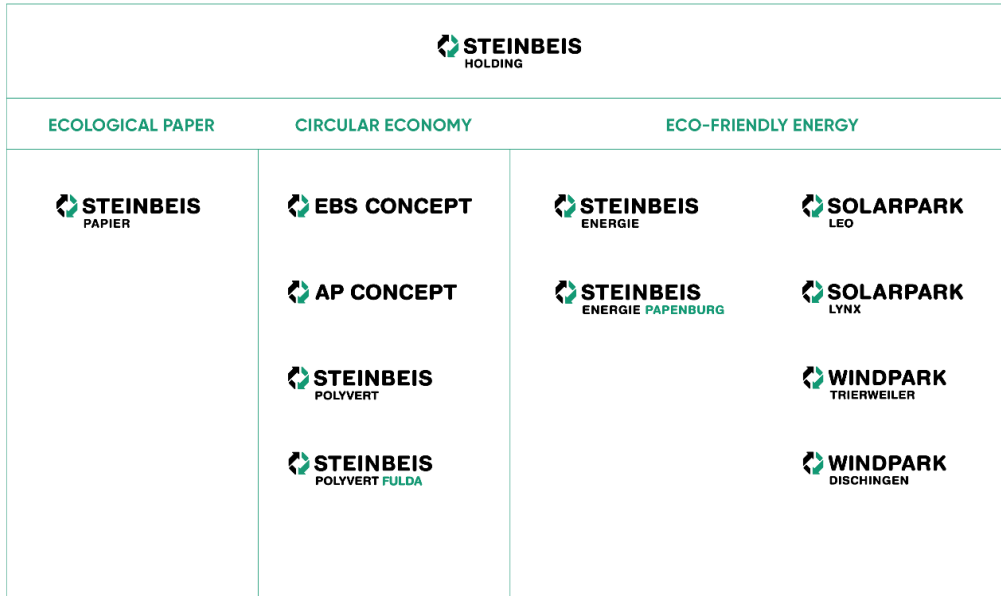 STEINBEIS
HOLDING
ECOLOGICAL PAPER
CIRCULAR ECONOMY
ECO-FRIENDLY ENERGY
STEINBEIS
PAPIER
EBS CONCEPT
AP CONCEPT
STEINBEIS
POLYVERT
STEINBEIS
POLYVERT FULDA
STEINBEIS
ENERGIE
STEINBEIS
ENERGIE PAPENBURG
SOLARPARK
LEO
SOLARPARK
LYNX
WINDPARK
TRIERWEILER
WINDPARK
DISCHINGEN